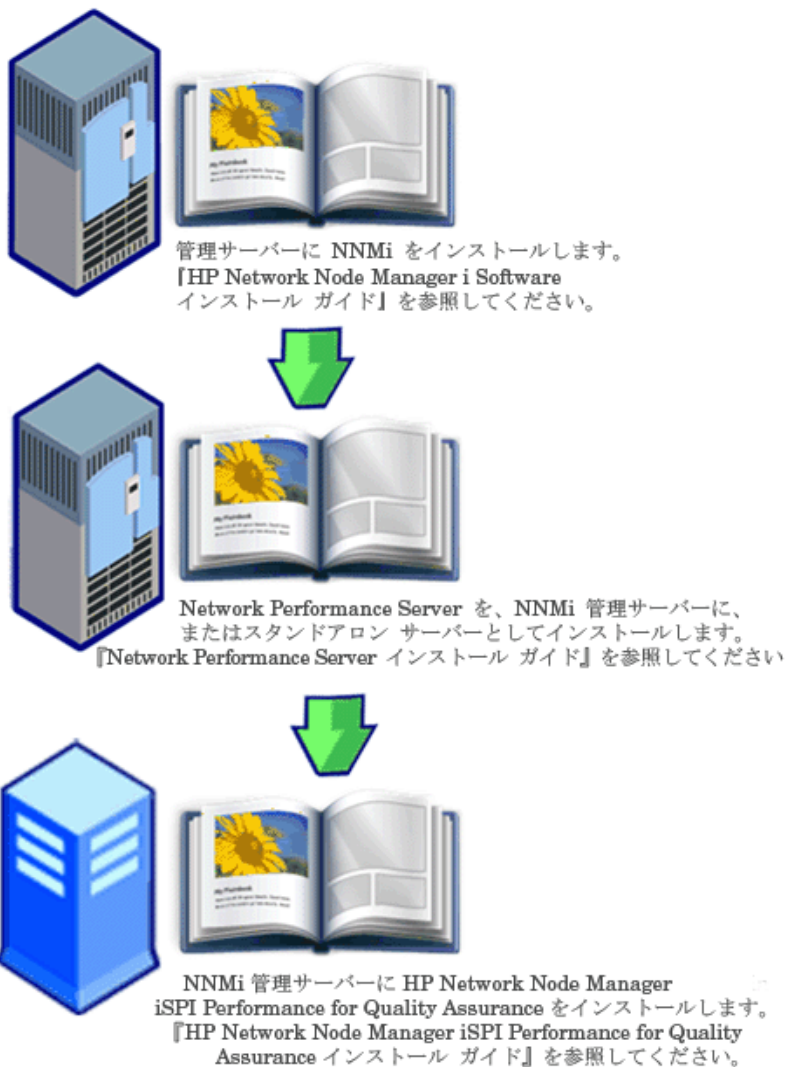 管理サーバーに NNMi をインストールします。
『HP Network Node Manager i Software
インストール ガイド』を参照してください。
Network Performance Server を、NNMi 管理サーバーに、
またはスタンドアロン サーバーとしてインストールします。
『Network Performance Server インストール ガイド』を参照してください
NNMi 管理サーバーに HP Network Node Manager
iSPI Performance for Quality Assurance をインストールします。
『HP Network Node Manager iSPI Performance for Quality
Assurance インストール ガイド』を参照してください。